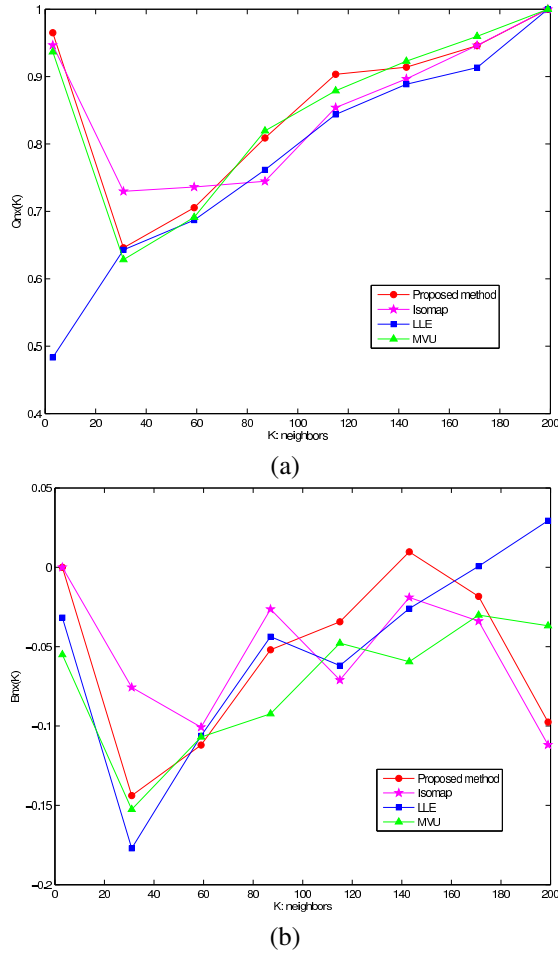 1
0.9
0.8
0.7
0.6
0.5
0.4
Qnx(K)
0 20 40 60 80 100 120 140 160 180 200
K: neighbors
Proposed method
Isomap
LLE
MVU
(a)
0.05
0
−0.05
−0.1
−0.15
−0.2
Bnx(K)
0 20 40 60 80 100 120 140 160 180 200
K: neighbors
Proposed method
Isomap
LLE
MVU
(b)